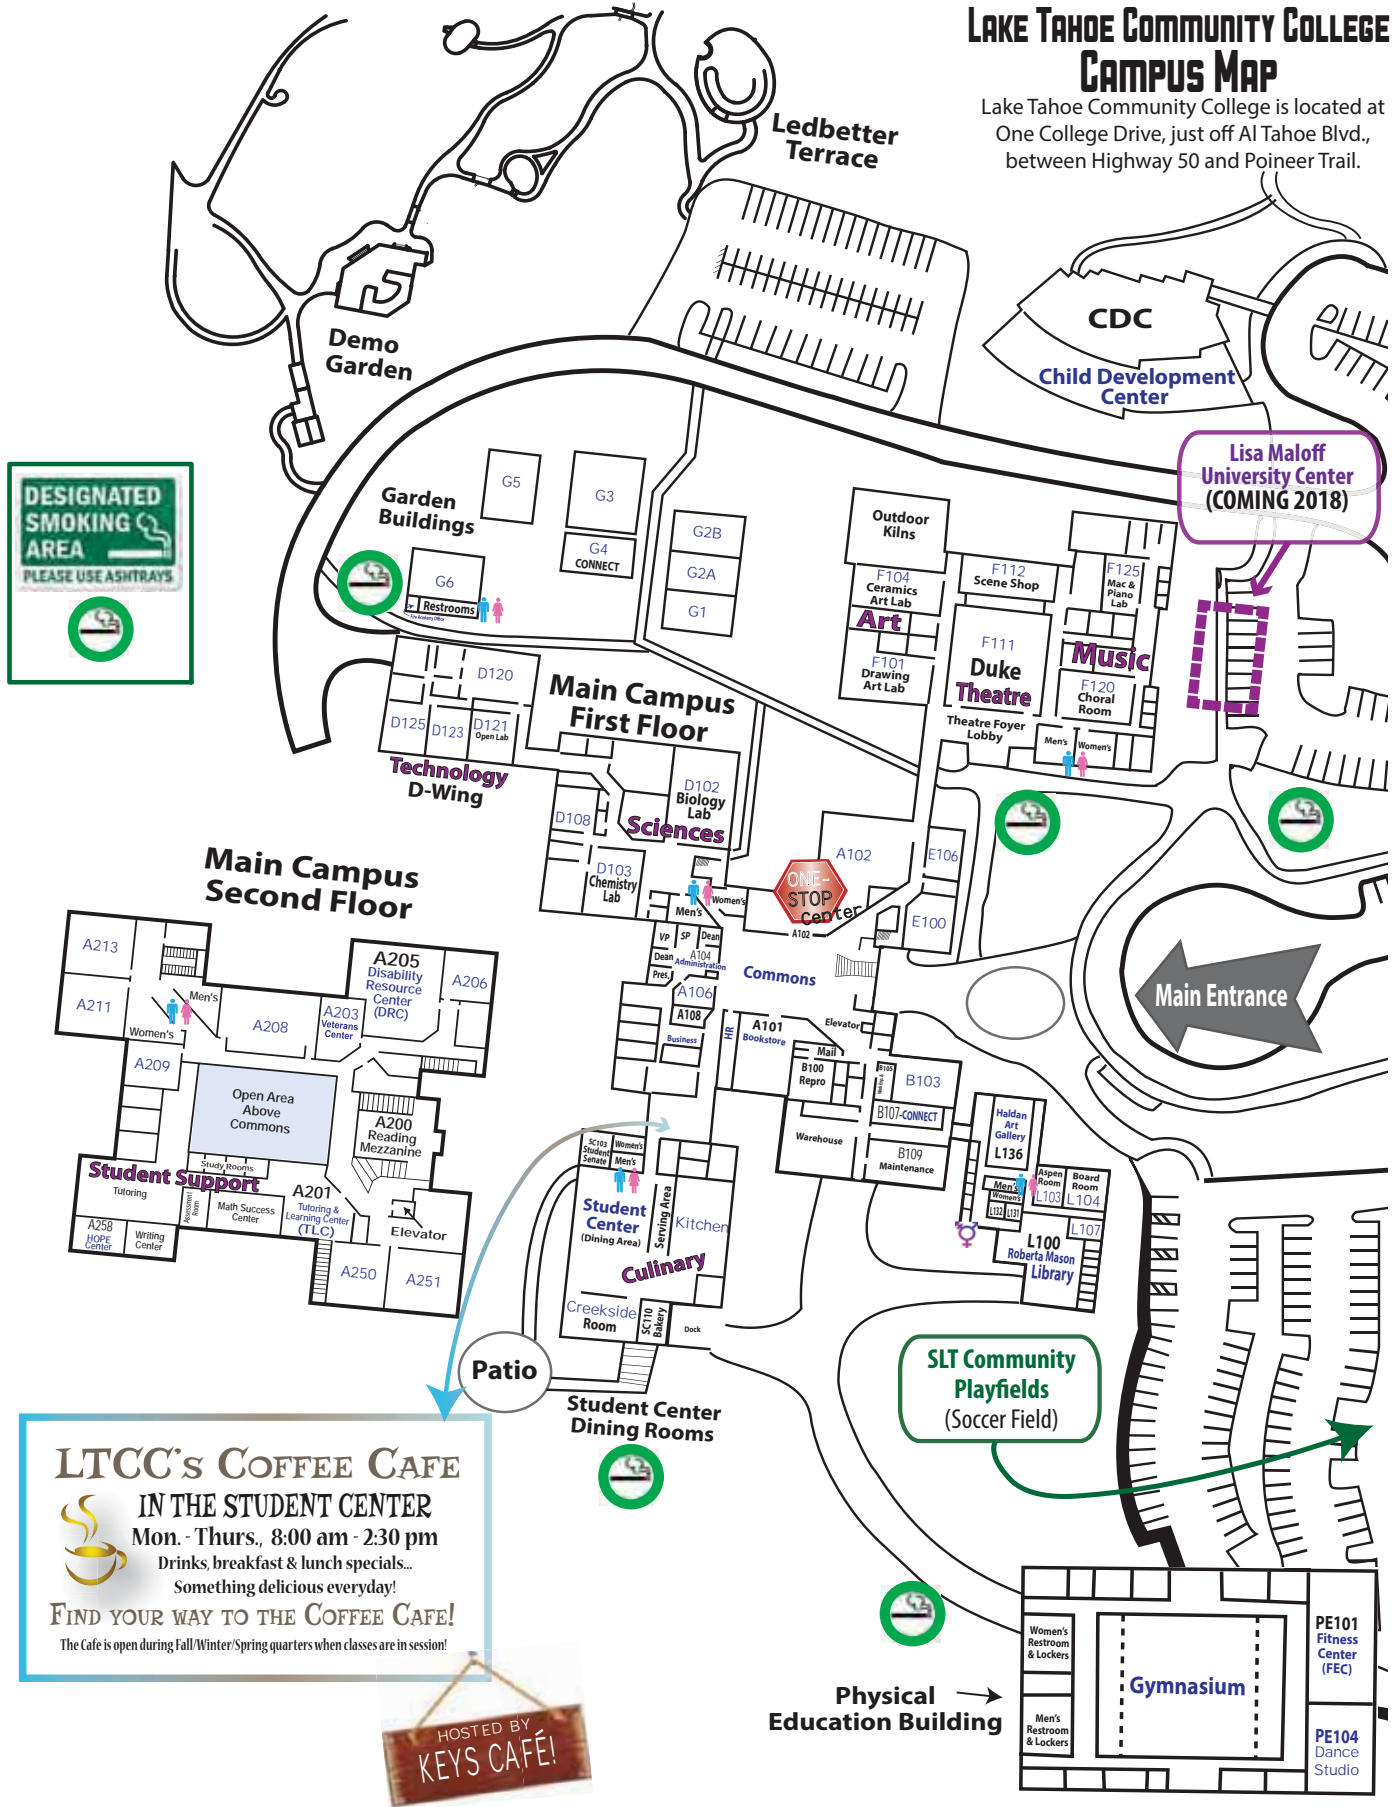 LAKE TAHOE COMMUNITY COLLEGE
CAMPUS MAP
Lake Tahoe Community College is located at
One College Drive, just off Al Tahoe Blvd.,
between Highway 50 and Poineer Trail.
Ledbetter
Terrace
CDC
Child Development
Center
Demo
Garden
Lisa Maloff
University Center
(COMING 2018)
DESIGNATED
SMOKING
AREA
PLEASE USE ASHTRAYS
Garden
Buildings
G5
G3
G4
CONNECT
G6
Restrooms
Fire Academy Office
G2B
G2A
G1
Outdoor
Kilns
F104
Ceramics
Art Lab
Art
F101
Drawing
Art Lab
F112
Scene Shop
F111
Duke
Theatre
Theatre Foyer
Lobby
F125
Mac &
Piano
Lab
Music
F120
Choral
Room
Men's
Women's
Main Campus
First Floor
D120
D125
D123
D121
Open Lab
Technology
D-Wing
D102
Biology
Lab
Sciences
D108
D103
Chemistry
Lab
Men's
Women's
ONE-
STOP
Center
A102
A102
E106
E100
VP
SP
Dean
Dean
A104
Administration
Pres.
A106
A108
Business
Commons
HR
A101
Bookstore
Elevator
Mail
B100
Repro
B105
B103
B107-CONNECT
Warehouse
B109
Maintenance
Main Entrance
Haldan
Art
Gallery
L136
Men's
Women's
L132
L131
Aspen
Room
L103
Board
Room
L104
L107
L100
Roberta Mason
Library
Main Campus
Second Floor
A213
A211
Men's
Women's
A209
A208
A203
Veterans
Center
A205
Disability
Resource
Center
(DRC)
A206
Open Area
Above
Commons
A200
Reading
Mezzanine
Study Rooms
Student Support
Tutoring
Assessment
Room
Math Success
Center
A201
Tutoring &
Learning Center
(TLC)
A258
HOPE
Center
Writing
Center
Elevator
A250
A251
SC103
Student
Senate
Women's
Men's
Student
Center
(Dining Area)
Serving Area
Kitchen
Culinary
Creekside
Room
SC110
Bakery
Dock
Patio
Student Center
Dining Rooms
SLT Community
Playfields
(Soccer Field)
LTCC'S COFFEE CAFE
IN THE STUDENT CENTER
Mon. - Thurs., 8:00 am - 2:30 pm
Drinks, breakfast & lunch specials...
Something delicious everyday!
FIND YOUR WAY TO THE COFFEE CAFE!
The Cafe is open during Fall/Winter/Spring quarters when classes are in session!
HOSTED BY
KEYS CAFÉ!
Physical
Education Building
Women's
Restroom
& Lockers
Men's
Restroom
& Lockers
Gymnasium
PE101
Fitness
Center
(FEC)
PE104
Dance
Studio